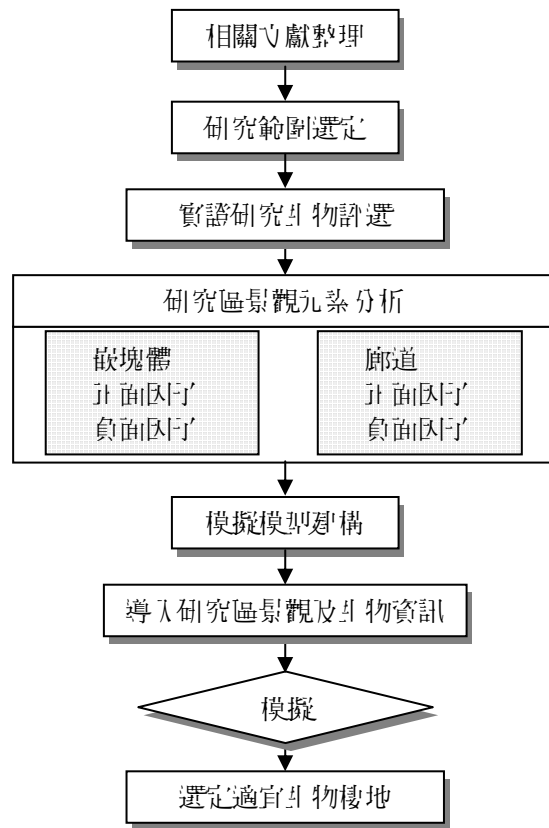 相關文獻整理
研究範圍選定
實證研究生物評選
研究區景觀元素分析
嵌塊體
正面因子
負面因子
廊道
正面因子
負面因子
模擬模型建構
導入研究區景觀及生物資訊
模擬
選定適宜生物棲地